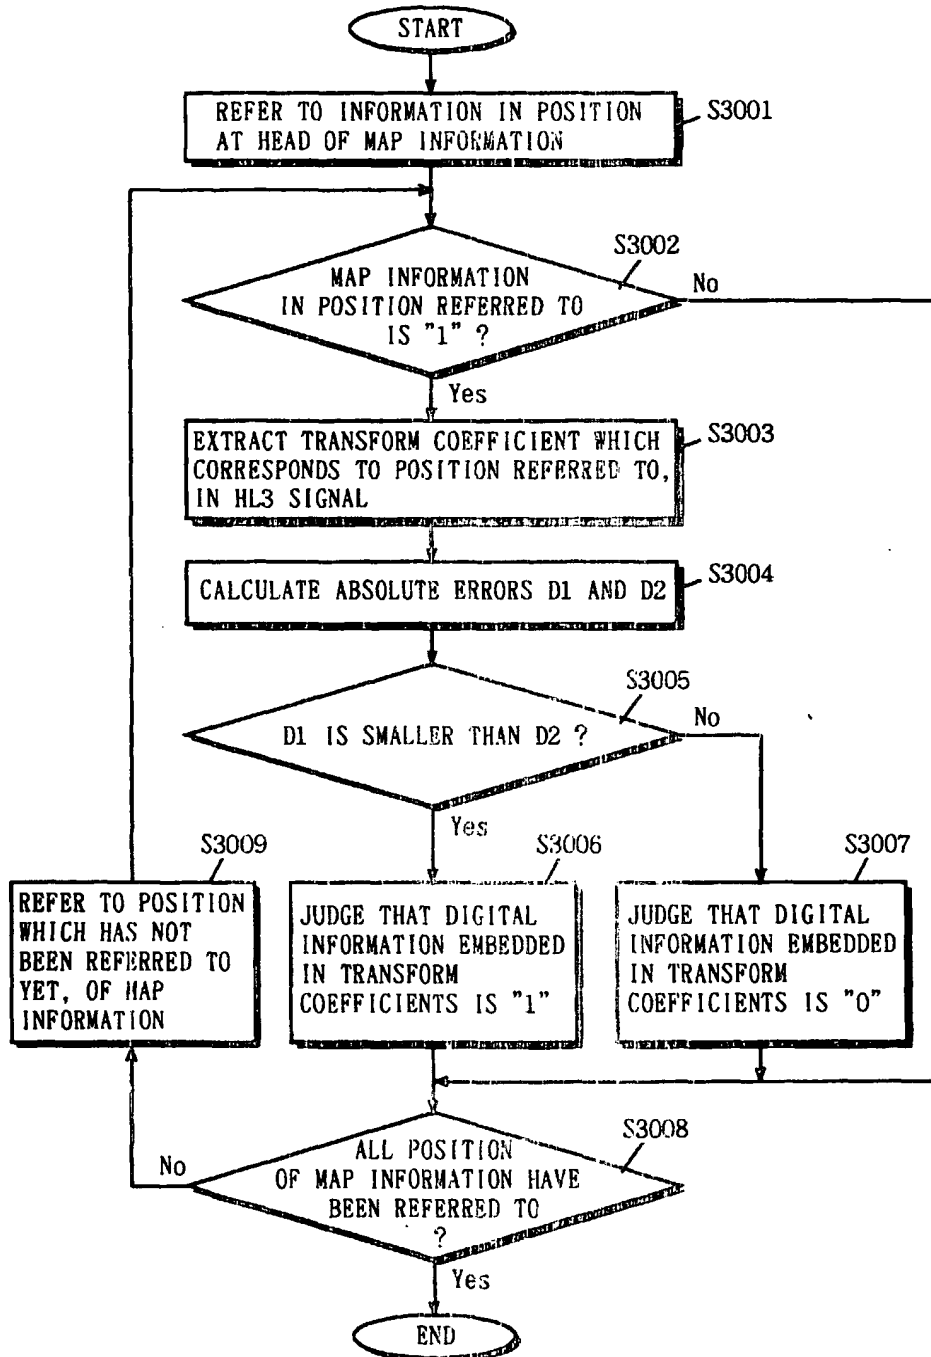 START
REFER TO INFORMATION IN POSITION
AT HEAD OF MAP INFORMATION
S3001
S3002
MAP INFORMATION
IN POSITION REFERRED TO
IS "1" ?
No
Yes
EXTRACT TRANSFORM COEFFICIENT WHICH
CORRESPONDS TO POSITION REFERRED TO,
IN HL3 SIGNAL
S3003
CALCULATE ABSOLUTE ERRORS D1 AND D2
S3004
S3005
D1 IS SMALLER THAN D2 ?
No
Yes
S3009
REFER TO POSITION
WHICH HAS NOT
BEEN REFERRED TO
YET, OF MAP
INFORMATION
S3006
JUDGE THAT DIGITAL
INFORMATION EMBEDDED
IN TRANSFORM
COEFFICIENTS IS "1"
S3007
JUDGE THAT DIGITAL
INFORMATION EMBEDDED
IN TRANSFORM
COEFFICIENTS IS "0"
S3008
ALL POSITION
OF MAP INFORMATION HAVE
BEEN REFERRED TO
?
No
Yes
END